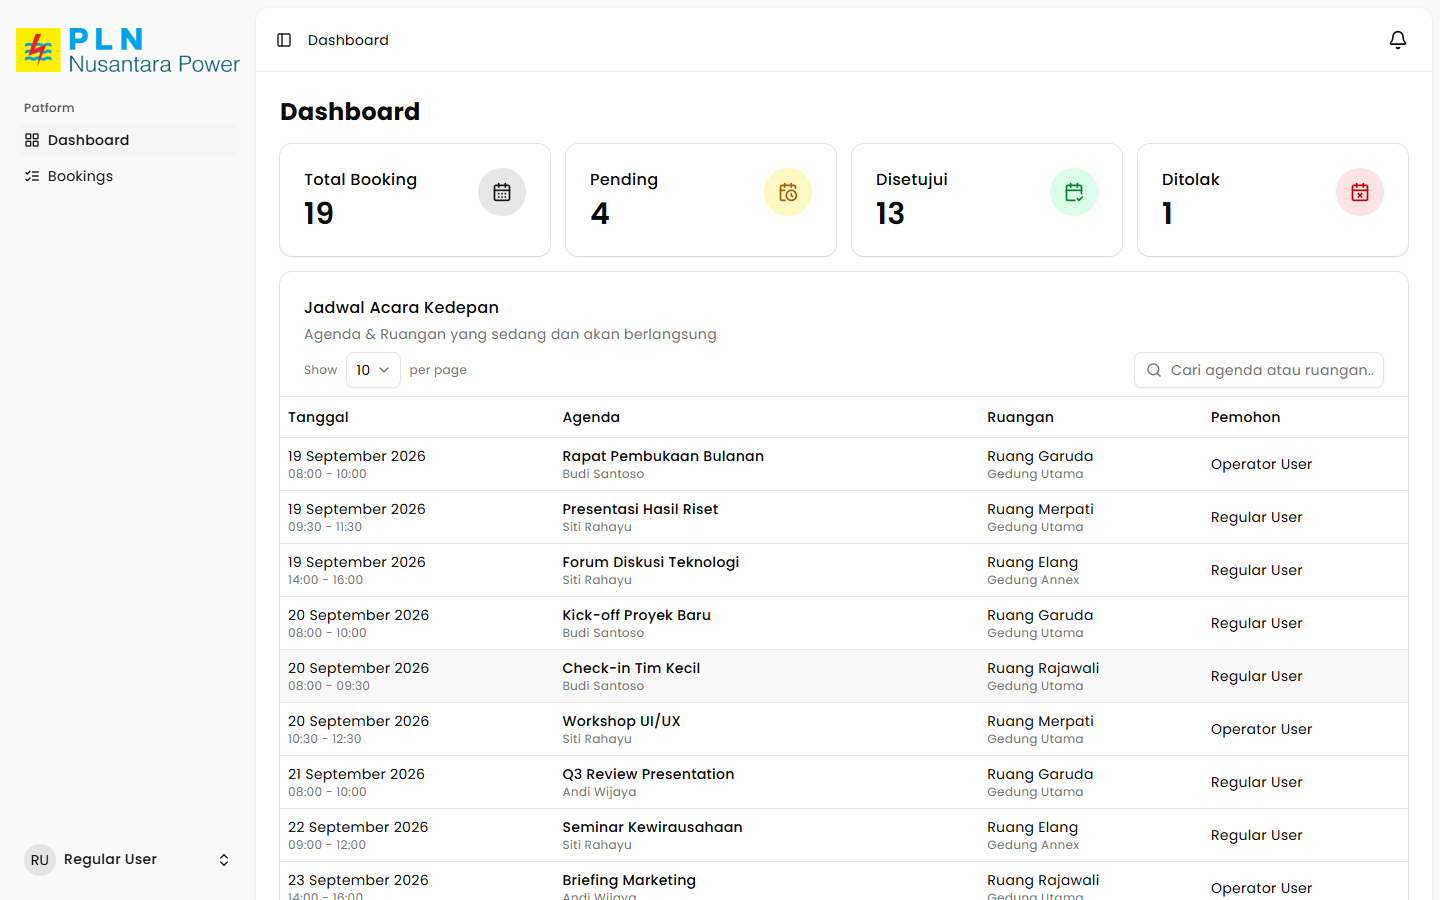 PLN
Nusantara Power
Patform
Dashboard
Bookings
RU Regular User
Dashboard
Dashboard
Total Booking
19
Pending
4
Disetujui
13
Ditolak
1
Jadwal Acara Kedepan
Agenda & Ruangan yang sedang dan akan berlangsung
Show 10 per page
Cari agenda atau ruangan..
Tanggal Agenda Ruangan Pemohon
19 September 2026 Rapat Pembukaan Bulanan Ruang Garuda Operator User
08:00 - 10:00 Budi Santoso Gedung Utama
19 September 2026 Presentasi Hasil Riset Ruang Merpati Regular User
09:30 - 11:30 Siti Rahayu Gedung Utama
19 September 2026 Forum Diskusi Teknologi Ruang Elang Regular User
14:00 - 16:00 Siti Rahayu Gedung Annex
20 September 2026 Kick-off Proyek Baru Ruang Garuda Regular User
08:00 - 10:00 Budi Santoso Gedung Utama
20 September 2026 Check-in Tim Kecil Ruang Rajawali Regular User
08:00 - 09:30 Budi Santoso Gedung Utama
20 September 2026 Workshop UI/UX Ruang Merpati Operator User
10:30 - 12:30 Siti Rahayu Gedung Utama
21 September 2026 Q3 Review Presentation Ruang Garuda Regular User
08:00 - 10:00 Andi Wijaya Gedung Utama
22 September 2026 Seminar Kewirausahaan Ruang Elang Regular User
09:00 - 12:00 Siti Rahayu Gedung Annex
23 September 2026 Briefing Marketing Ruang Rajawali Operator User
14:00 - 16:00 Andi Wijaya Gedung Utama